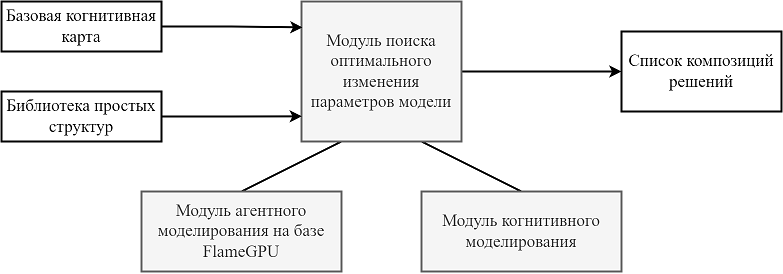 Базовая когнитивная
карта
Библиотека простых
структур
Модуль поиска
оптимального
изменения
параметров модели
Список композиций
решений
Модуль агентного
моделирования на базе
FlameGPU
Модуль когнитивного
моделирования